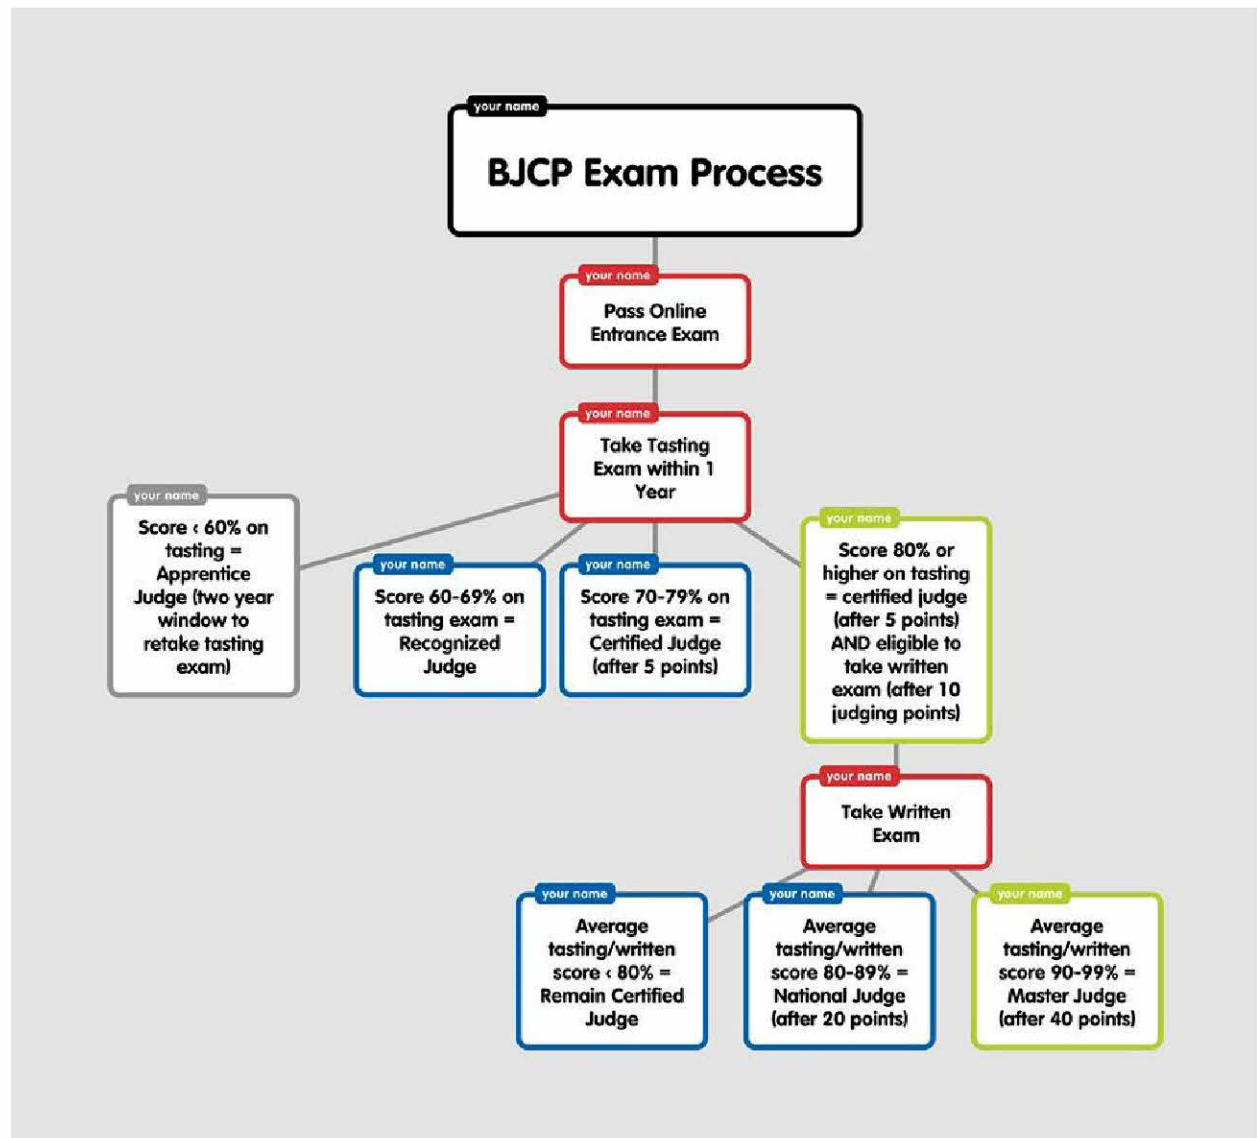 your name
BJCP Exam Process
your name
Pass Online
Entrance Exam
your name
Take Tasting
Exam within 1
Year
your name
Score < 60% on
tasting =
Apprentice
Judge (two year
window to
retake tasting
exam)
your name
Score 60-69% on
tasting exam =
Recognized
Judge
your name
Score 70-79% on
tasting exam =
Certified Judge
(after 5 points)
your name
Score 80% or
higher on tasting
= certified judge
(after 5 points)
AND eligible to
take written
exam (after 10
judging points)
your name
Take Written
Exam
your name
Average
tasting/written
score < 80% =
Remain Certified
Judge
your name
Average
tasting/written
score 80-89% =
National Judge
(after 20 points)
your name
Average
tasting/written
score 90-99% =
Master Judge
(after 40 points)